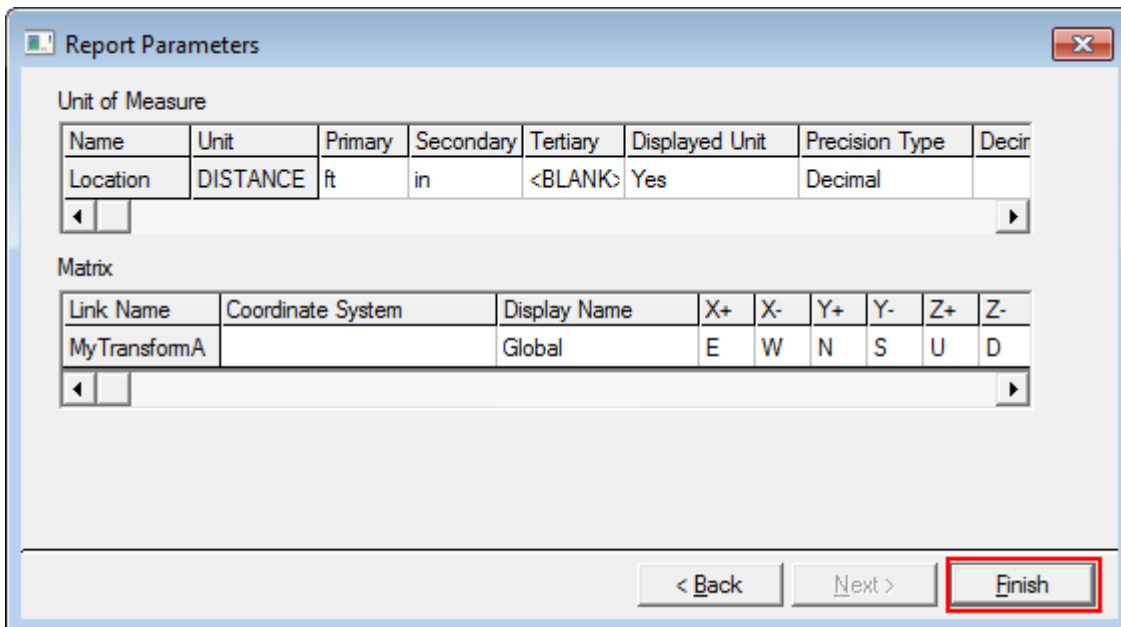 Report Parameters
Unit of Measure
Name Unit Primary Secondary Tertiary Displayed Unit Precision Type Decir
Location DISTANCE ft in <BLANK> Yes Decimal
Matrix
Link Name Coordinate System Display Name X+ X- Y+ Y- Z+ Z-
MyTransformA Global E W N S U D
< Back Next > Finish